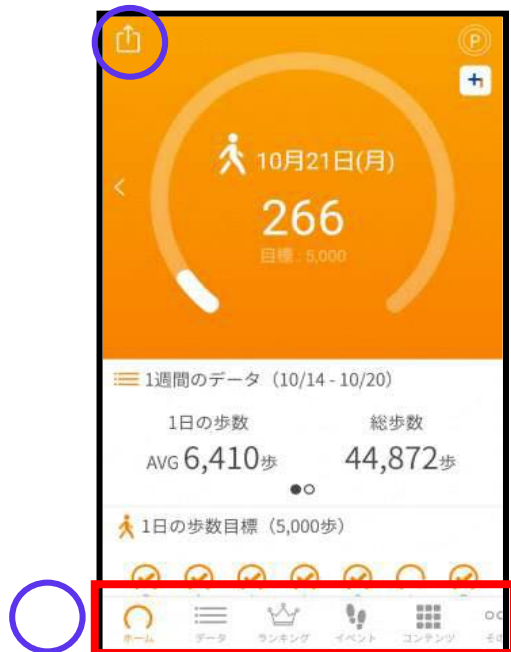 P
10月21日(月)
266
目標 : 5,000
1週間のデータ（10/14 - 10/20）
1日の歩数 総歩数
AVG 6,410歩 44,872歩
1日の歩数目標（5,000歩）
ホーム データ ランキング イベント コンテンツ